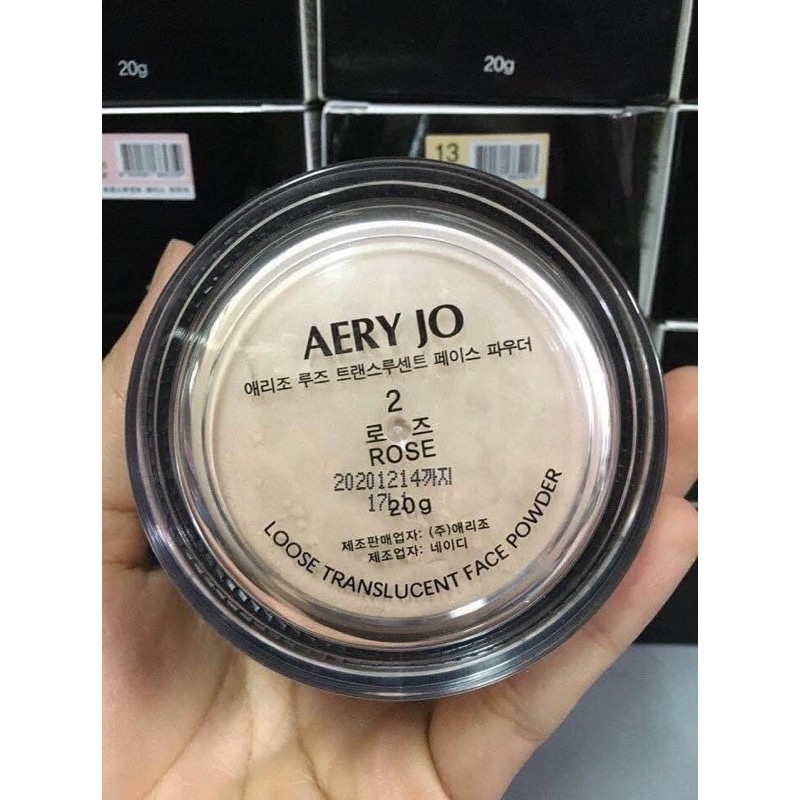 20g
20g
13
AERY JO
애리조 루즈 트랜스루센트 페이스 파우더
2
로즈
ROSE
20201214까지
20g
제조판매업자: (주)애리조
제조업자: 네이디
LOOSE TRANSLUCENT FACE POWDER